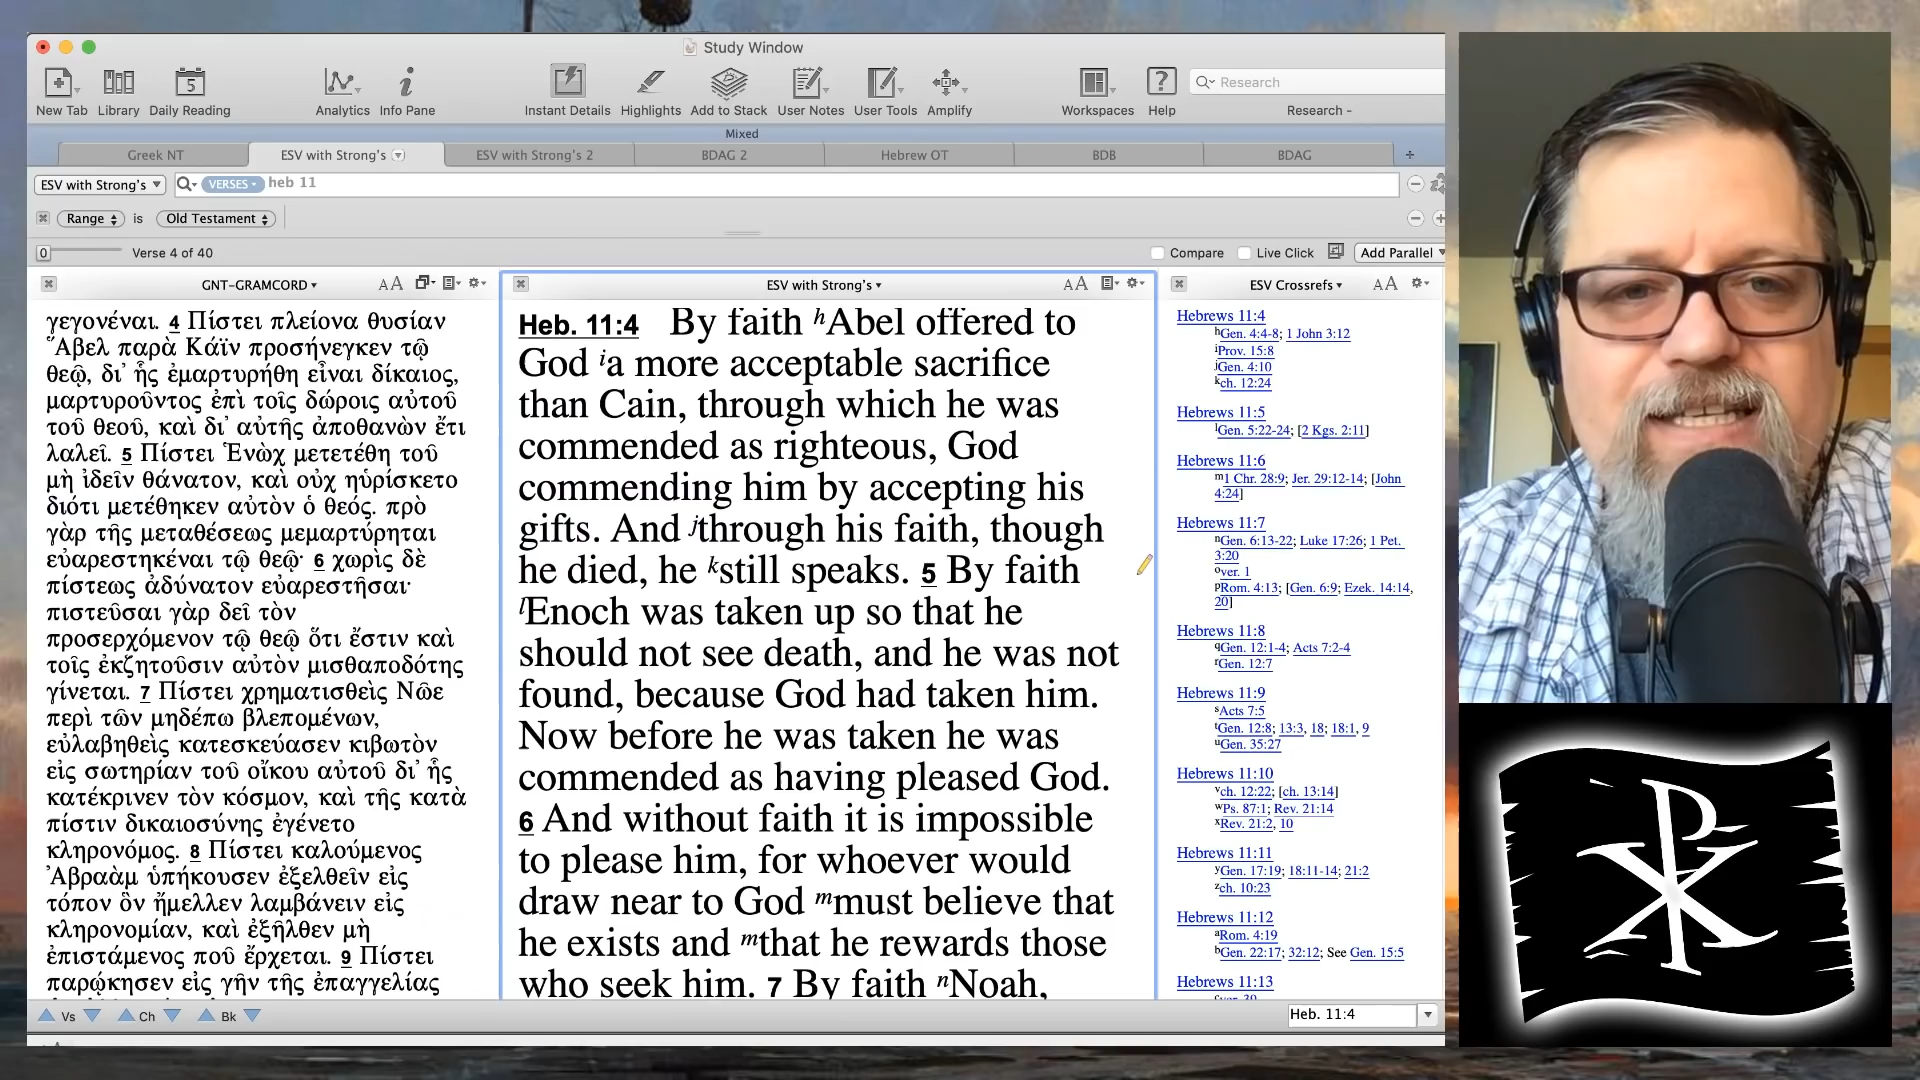 Study Window
New Tab
Library
Daily Reading
5
Analytics
Info Pane
Instant Details
Highlights
Add to Stack
User Notes
User Tools
Amplify
Workspaces
Help
Research
Research -
Mixed
Greek NT
ESV with Strong's
ESV with Strong's 2
BDAG 2
Hebrew OT
BDB
BDAG
ESV with Strong's
VERSES
heb 11
Range
is
Old Testament
0
Verse 4 of 40
Compare
Live Click
Add Parallel
GNT-GRAMCORD
AA
γεγονέναι. 4 Πίστει πλείονα θυσίαν
Ἅβελ παρὰ Κάϊν προσήνεγκεν τῷ
θεῷ, δι᾽ ἧς ἐμαρτυρήθη εἶναι δίκαιος,
μαρτυροῦντος ἐπὶ τοῖς δώροις αὐτοῦ
τοῦ θεοῦ, καὶ δι᾽ αὐτῆς ἀποθανὼν ἔτι
λαλεῖ. 5 Πίστει Ἑνὼχ μετετέθη τοῦ
μὴ ἰδεῖν θάνατον, καὶ οὐχ ηὑρίσκετο
διότι μετέθηκεν αὐτὸν ὁ θεός. πρὸ
γὰρ τῆς μεταθέσεως μεμαρτύρηται
εὐαρεστηκέναι τῷ θεῷ· 6 χωρὶς δὲ
πίστεως ἀδύνατον εὐαρεστῆσαι·
πιστεῦσαι γὰρ δεῖ τὸν
προσερχόμενον τῷ θεῷ ὅτι ἔστιν καὶ
τοῖς ἐκζητοῦσιν αὐτὸν μισθαποδότης
γίνεται. 7 Πίστει χρηματισθεὶς Νῶε
περὶ τῶν μηδέπω βλεπομένων,
εὐλαβηθεὶς κατεσκεύασεν κιβωτὸν
εἰς σωτηρίαν τοῦ οἴκου αὐτοῦ δι᾽ ἧς
κατέκρινεν τὸν κόσμον, καὶ τῆς κατὰ
πίστιν δικαιοσύνης ἐγένετο
κληρονόμος. 8 Πίστει καλούμενος
Ἀβραὰμ ὑπήκουσεν ἐξελθεῖν εἰς
τόπον ὃν ἤμελλεν λαμβάνειν εἰς
κληρονομίαν, καὶ ἐξῆλθεν μὴ
ἐπιστάμενος ποῦ ἔρχεται. 9 Πίστει
παρῴκησεν εἰς γῆν τῆς ἐπαγγελίας
ESV with Strong's
AA
Heb. 11:4 By faith hAbel offered to
God ia more acceptable sacrifice
than Cain, through which he was
commended as righteous, God
commending him by accepting his
gifts. And jthrough his faith, though
he died, he kstill speaks. 5 By faith
lEnoch was taken up so that he
should not see death, and he was not
found, because God had taken him.
Now before he was taken he was
commended as having pleased God.
6 And without faith it is impossible
to please him, for whoever would
draw near to God mmust believe that
he exists and mthat he rewards those
who seek him. 7 By faith nNoah,
ESV Crossrefs
AA
Hebrews 11:4
hGen. 4:4-8; 1 John 3:12
iProv. 15:8
jGen. 4:10
kch. 12:24
Hebrews 11:5
lGen. 5:22-24; [2 Kgs. 2:11]
Hebrews 11:6
m1 Chr. 28:9; Jer. 29:12-14; [John
4:24]
Hebrews 11:7
nGen. 6:13-22; Luke 17:26; 1 Pet.
3:20
over. 1
pRom. 4:13; [Gen. 6:9; Ezek. 14:14,
20]
Hebrews 11:8
qGen. 12:1-4; Acts 7:2-4
rGen. 12:7
Hebrews 11:9
sActs 7:5
tGen. 12:8; 13:3, 18; 18:1, 9
uGen. 35:27
Hebrews 11:10
vch. 12:22; [ch. 13:14]
wPs. 87:1; Rev. 21:14
xRev. 21:2, 10
Hebrews 11:11
yGen. 17:19; 18:11-14; 21:2
zch. 10:23
Hebrews 11:12
aRom. 4:19
bGen. 22:17; 32:12; See Gen. 15:5
Hebrews 11:13
Vs
Ch
Bk
Heb. 11:4